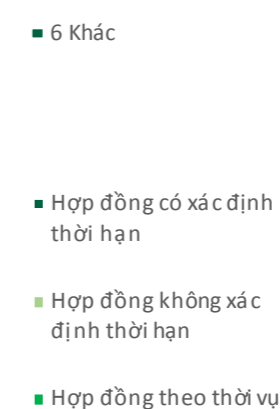 6 Khác
Hợp đồng có xác định
thời hạn
Hợp đồng không xác
định thời hạn
Hợp đồng theo thời vụ